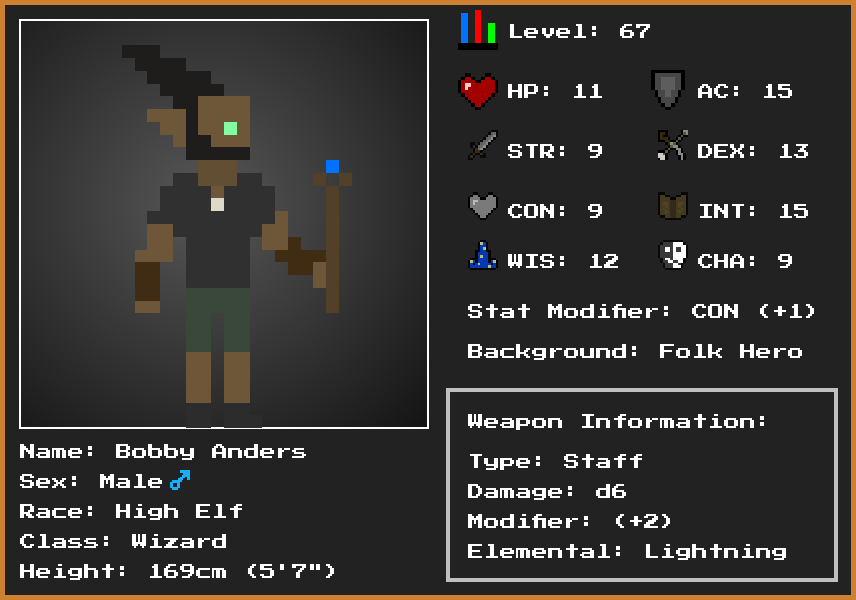 Level: 67
HP: 11
AC: 15
STR: 9
DEX: 13
CON: 9
INT: 15
WIS: 12
CHA: 9
Stat Modifier: CON (+1)
Background: Folk Hero
Weapon Information:
Type: Staff
Damage: d6
Modifier: (+2)
Elemental: Lightning
Name: Bobby Anders
Sex: Male♂
Race: High Elf
Class: Wizard
Height: 169cm (5'7")